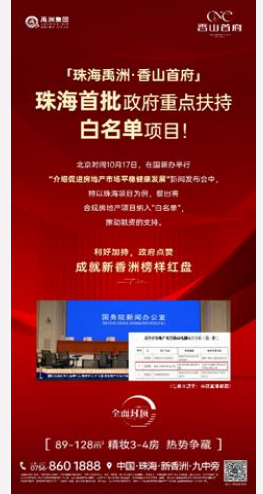 禹洲集团
香山首府
「珠海禹洲·香山首府」
珠海首批政府重点扶持
白名单项目！
北京时间10月17日，在国新办举行
“介绍促进房地产市场平稳健康发展”新闻发布会中，
将以珠海项目为例，提出将
合规房地产项目纳入“白名单”，
推动融资的支持。
利好加持，政府点赞
成就新香洲榜样红盘
国务院新闻办公室
全面封顶
[ 89-128㎡ 精妆3-4房 热势争藏 ]
0756 860 1888 中国·珠海·新香洲·九中旁